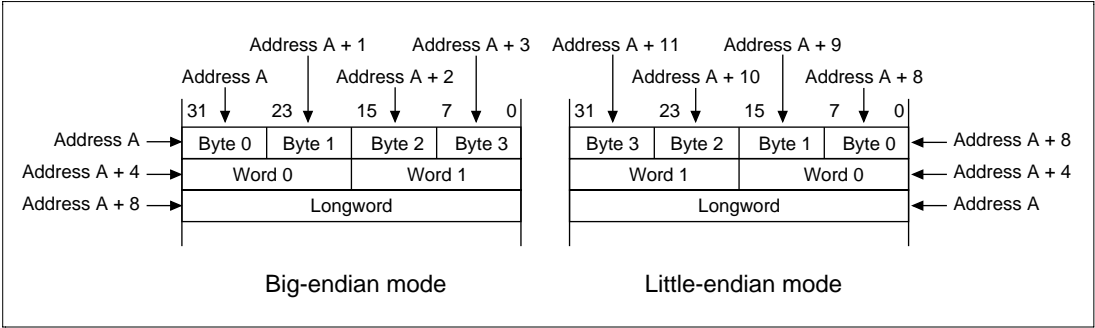 Address A + 1 Address A + 3 Address A + 11 Address A + 9
Address A Address A + 2 Address A + 10 Address A + 8
31 23 15 7 0 31 23 15 7 0
Address A Byte 0 Byte 1 Byte 2 Byte 3 Byte 3 Byte 2 Byte 1 Byte 0 Address A + 8
Address A + 4 Word 0 Word 1 Word 1 Word 0 Address A + 4
Address A + 8 Longword Longword Address A
Big-endian mode Little-endian mode